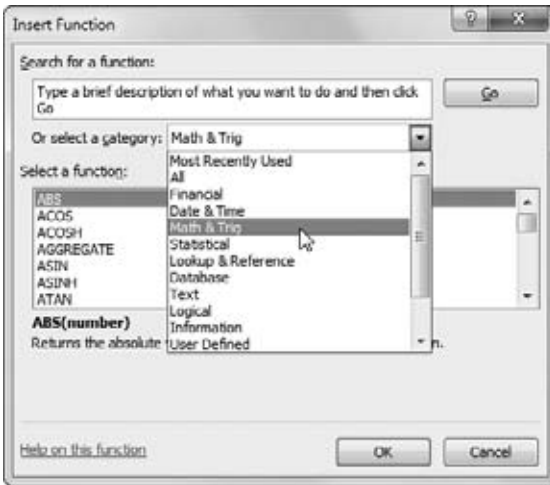 Insert Function
Search for a function:
Type a brief description of what you want to do and then click
Go
Go
Or select a category: Math & Trig
Most Recently Used
All
Financial
Date & Time
Math & Trig
Statistical
Lookup & Reference
Database
Text
Logical
Information
User Defined
Select a function:
ABS
ACOS
ACOSH
AGGREGATE
ASIN
ASINH
ATAN
ABS(number)
Returns the absolute n.
Help on this function
OK
Cancel